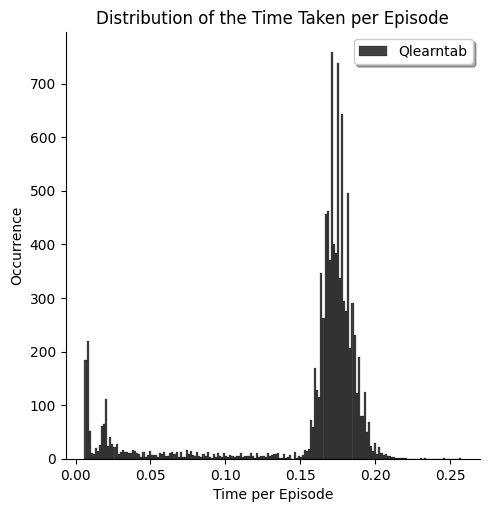 Distribution of the Time Taken per Episode
Qlearntab
700
600
500
400
300
200
100
0
Occurrence
0.00 0.05 0.10 0.15 0.20 0.25
Time per Episode